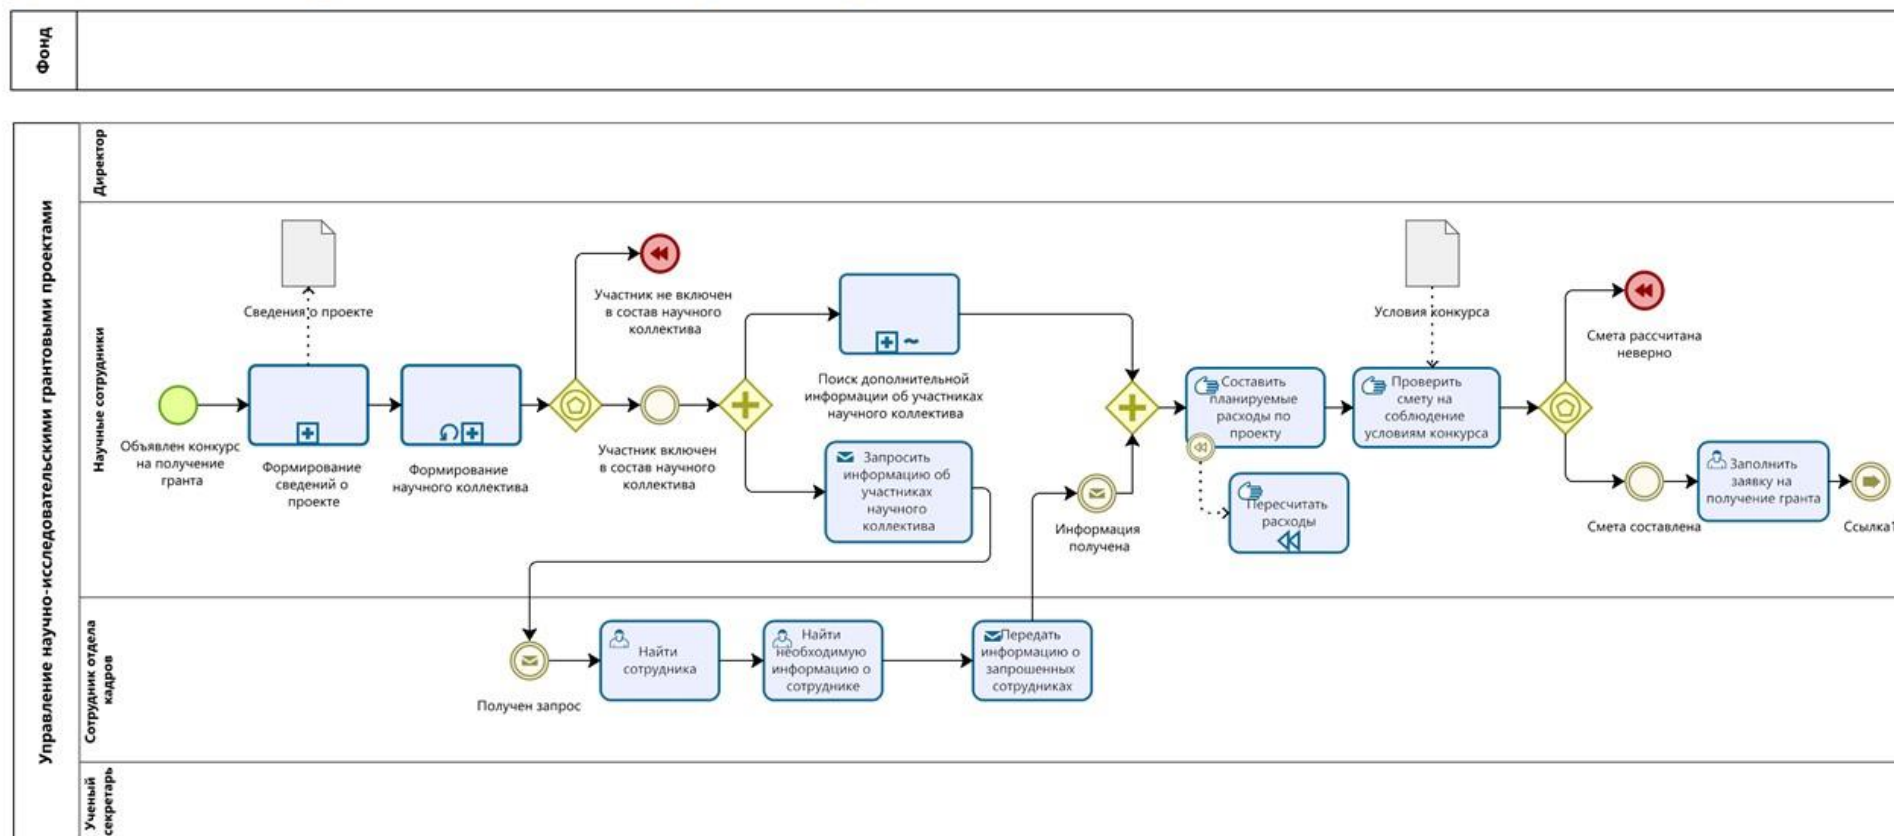 Фонд
Управление научно-исследовательскими грантовыми проектами
Директор
Научные сотрудники
Сведения о проекте
Объявлен конкурс
на получение
гранта
Формирование
сведений о
проекте
Формирование
научного коллектива
Участник не включен
в состав научного
коллектива
Участник включен
в состав научного
коллектива
Поиск дополнительной
информации об участниках
научного коллектива
Запросить
информацию об
участниках
научного
коллектива
Информация
получена
Составить
планируемые
расходы по
проекту
Пересчитать
расходы
Условия конкурса
Проверить
смету на
соблюдение
условиям конкурса
Смета рассчитана
неверно
Смета составлена
Заполнить
заявку на
получение гранта
Ссылка1
Сотрудник отдела
кадров
Получен запрос
Найти
сотрудника
Найти
необходимую
информацию о
сотруднике
Передать
информацию о
запрошенных
сотрудниках
Ученый
секретарь